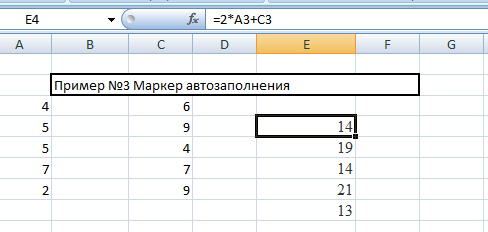 E4 fx =2*A3+C3
A B C D E F G
Пример №3 Маркер автозаполнения
4 6
5 9 14
5 4 19
7 7 14
2 9 21
13